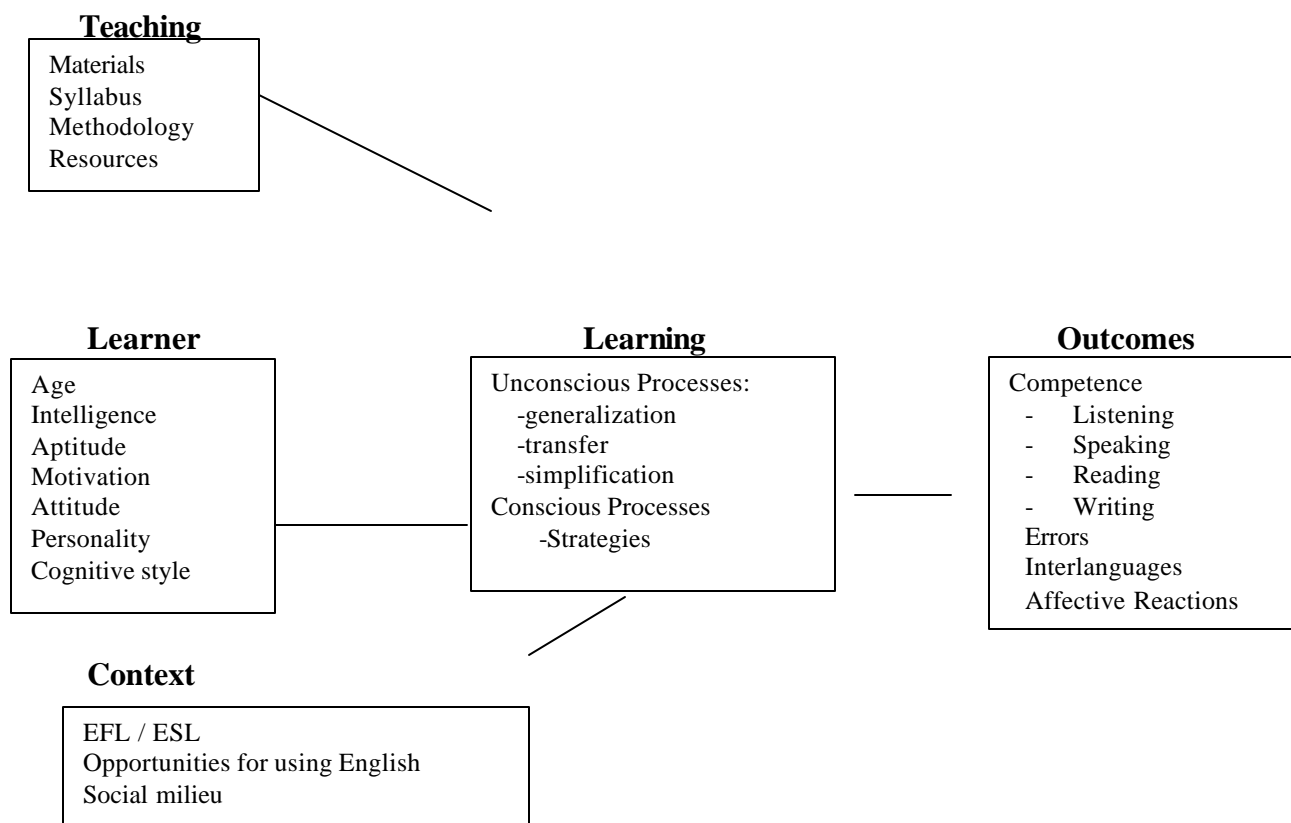 Teaching
Materials
Syllabus
Methodology
Resources
Learner
Age
Intelligence
Aptitude
Motivation
Attitude
Personality
Cognitive style
Learning
Unconscious Processes:
-generalization
-transfer
-simplification
Conscious Processes
-Strategies
Outcomes
Competence
- Listening
- Speaking
- Reading
- Writing
Errors
Interlanguages
Affective Reactions
Context
EFL / ESL
Opportunities for using English
Social milieu